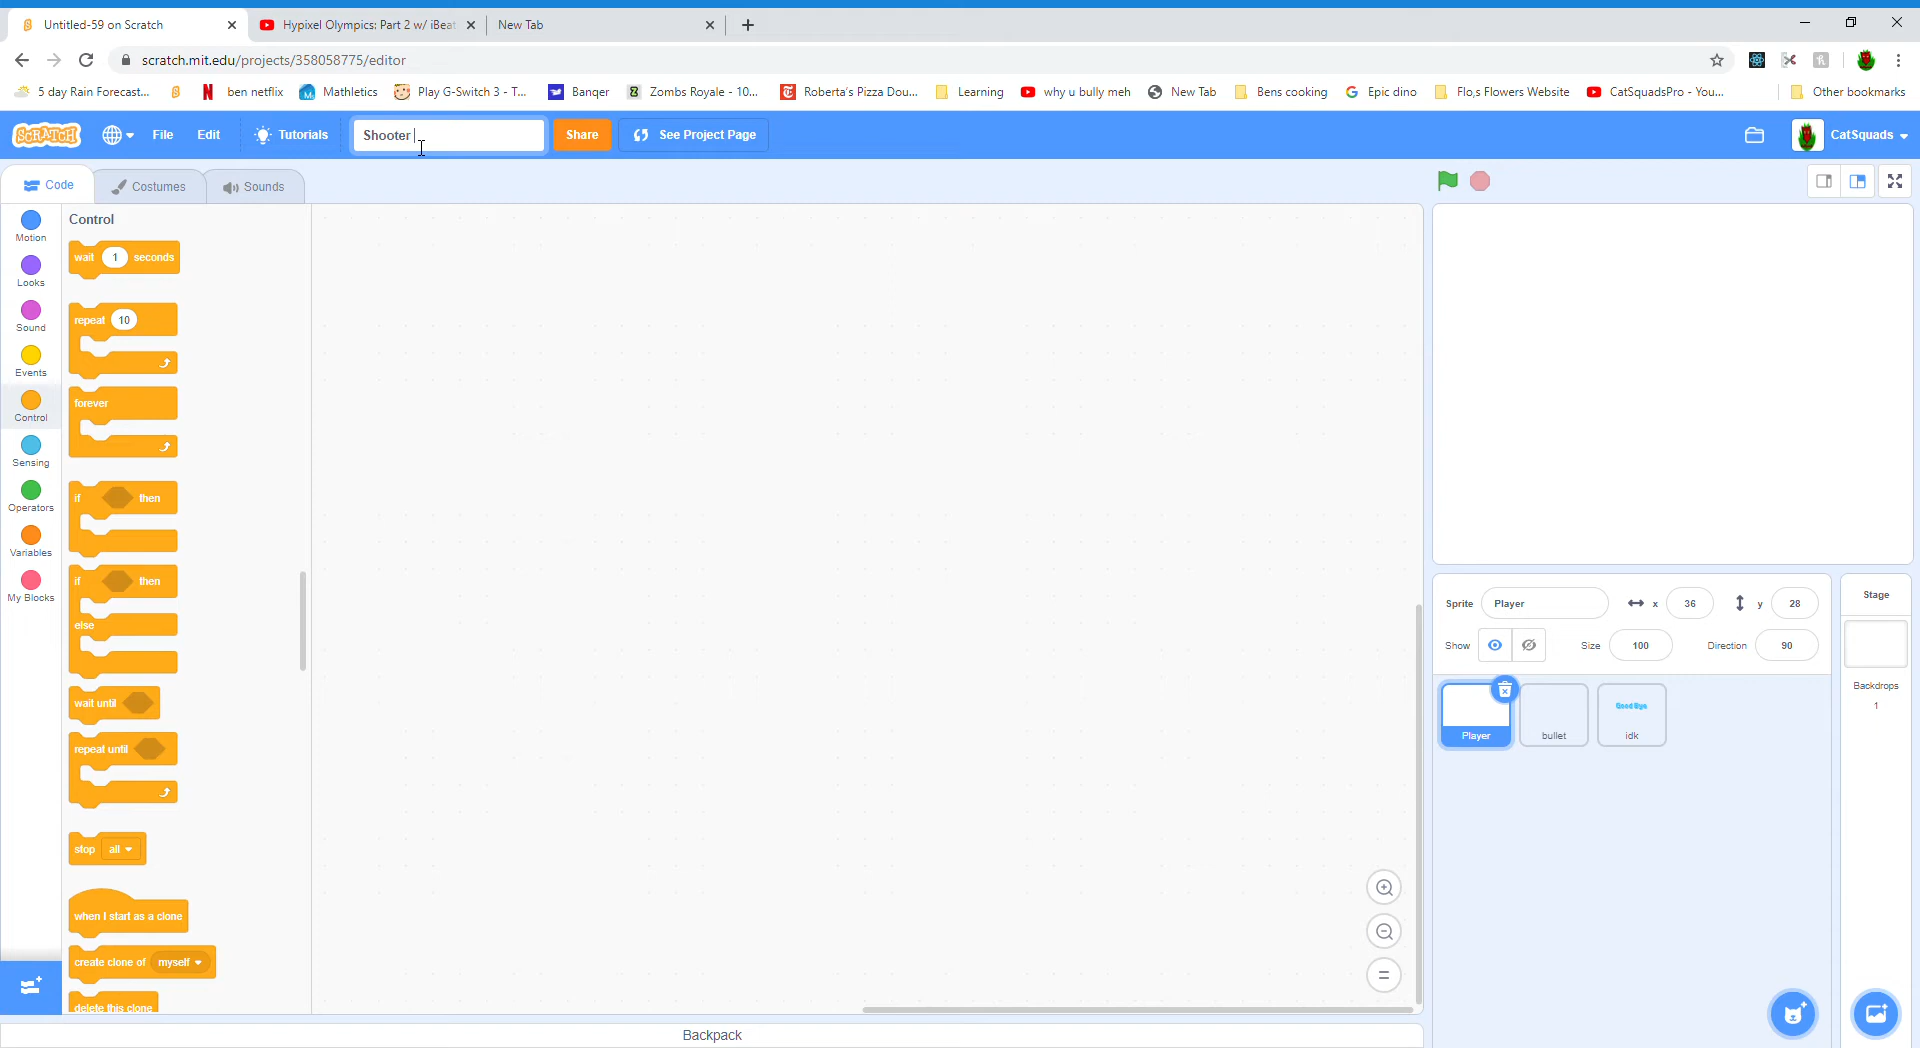 Untitled-59 on Scratch
Hypixel Olympics: Part 2 w/ iBeat
New Tab
scratch.mit.edu/projects/358058775/editor
5 day Rain Forecast...
ben netflix
Mathletics
Play G-Switch 3 - T...
Banqer
Zombs Royale - 10...
Roberta's Pizza Dou...
Learning
why u bully meh
New Tab
Bens cooking
Epic dino
Flo,s Flowers Website
CatSquadsPro - You...
Other bookmarks
SCRATCH
File
Edit
Tutorials
Shooter
Share
See Project Page
CatSquads
Code
Costumes
Sounds
Motion
Looks
Sound
Events
Control
Sensing
Operators
Variables
My Blocks
Control
wait 1 seconds
repeat 10
forever
if then
if then
else
wait until
repeat until
stop all
when I start as a clone
create clone of myself
delete this clone
Sprite Player x 36 y 28
Show Size 100 Direction 90
Player
bullet
Good Bye
idk
Stage
Backdrops
1
Backpack